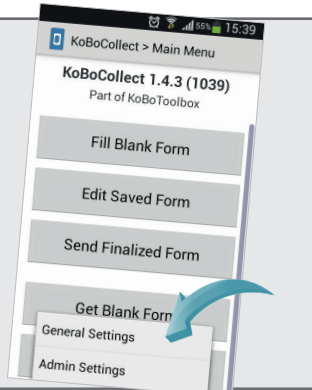 55% 15:39
KoBoCollect > Main Menu
KoBoCollect 1.4.3 (1039)
Part of KoBoToolbox
Fill Blank Form
Edit Saved Form
Send Finalized Form
Get Blank Form
General Settings
Admin Settings